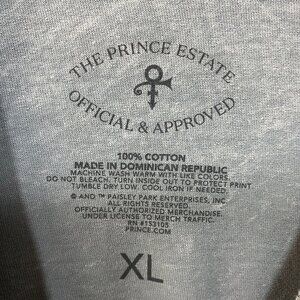 THE PRINCE ESTATE
OFFICIAL & APPROVED
100% COTTON
MADE IN DOMINICAN REPUBLIC
MACHINE WASH WARM WITH LIKE COLORS.
DO NOT BLEACH. TURN INSIDE OUT TO PROTECT PRINT
TUMBLE DRY LOW. COOL IRON IF NEEDED.
© AND ™ PAISLEY PARK ENTERPRISES, INC.
ALL RIGHTS RESERVED.
OFFICIALLY AUTHORIZED MERCHANDISE.
UNDER LICENSE TO MERCH TRAFFIC.
RN #153105
PRINCE.COM
XL